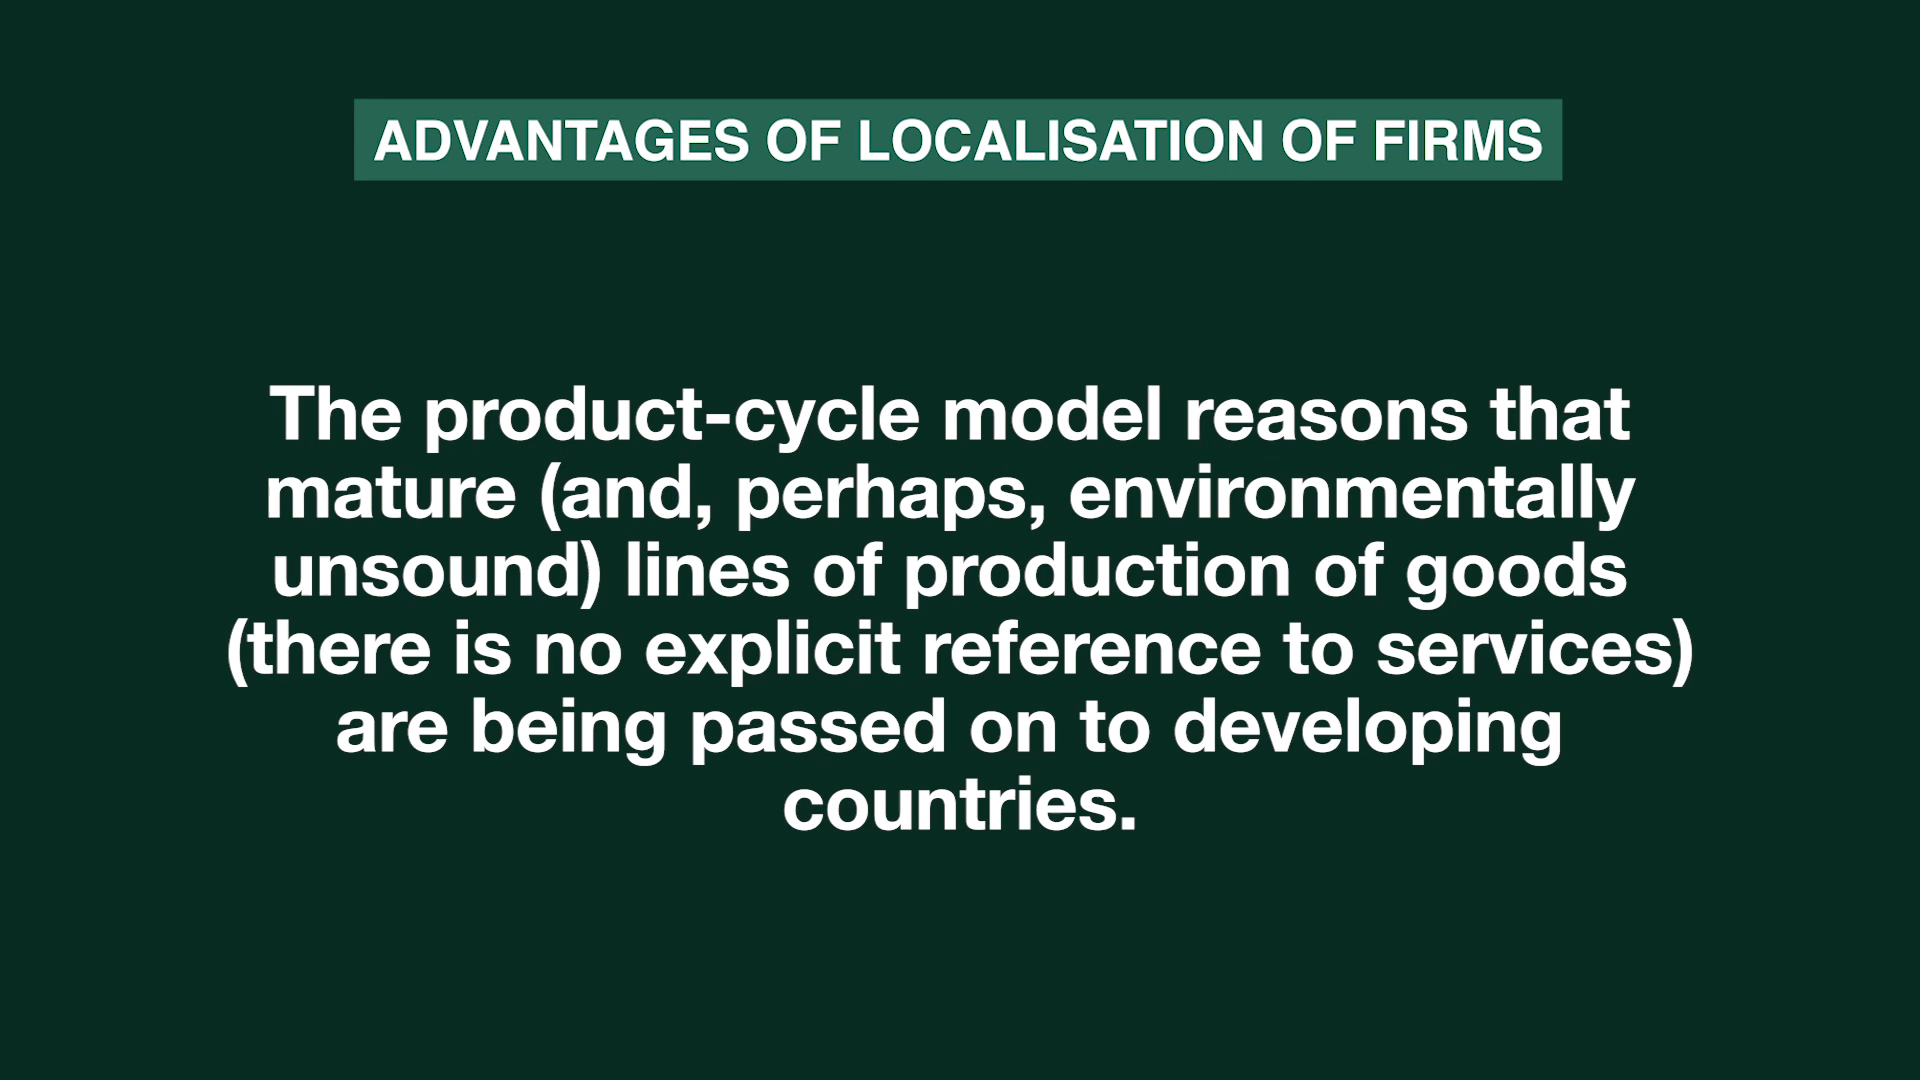 ADVANTAGES OF LOCALISATION OF FIRMS
The product-cycle model reasons that
mature (and, perhaps, environmentally
unsound) lines of production of goods
(there is no explicit reference to services)
are being passed on to developing
countries.